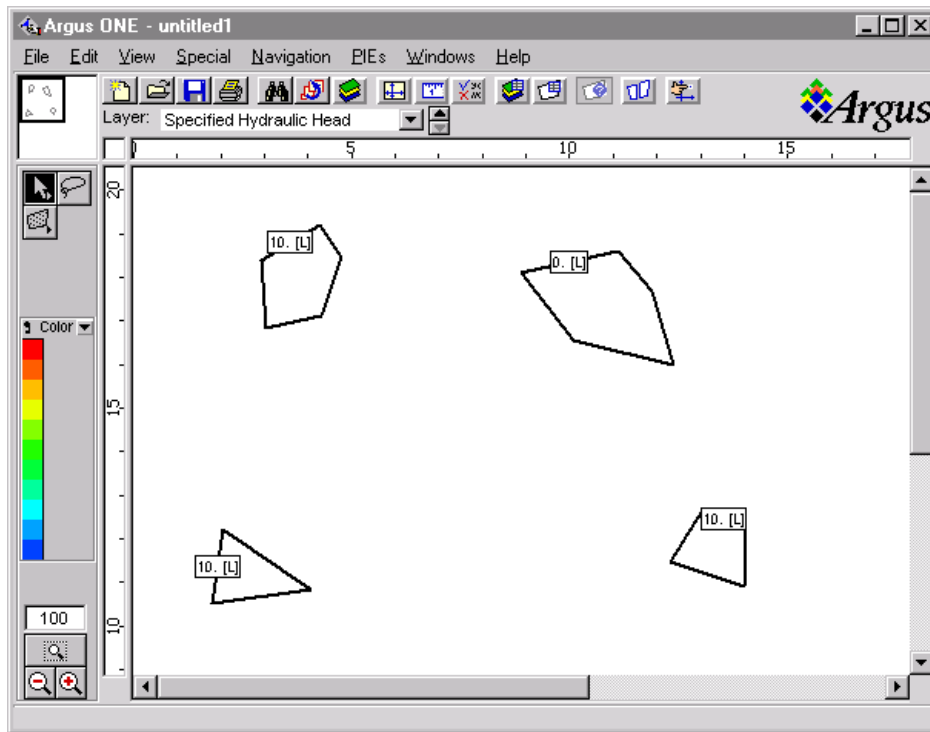 Argus ONE - untitled1
File Edit View Special Navigation PIEs Windows Help
Argus
Layer: Specified Hydraulic Head
0 5 10 15
20
15
10
10. [L]
0. [L]
10. [L]
10. [L]
Color
100